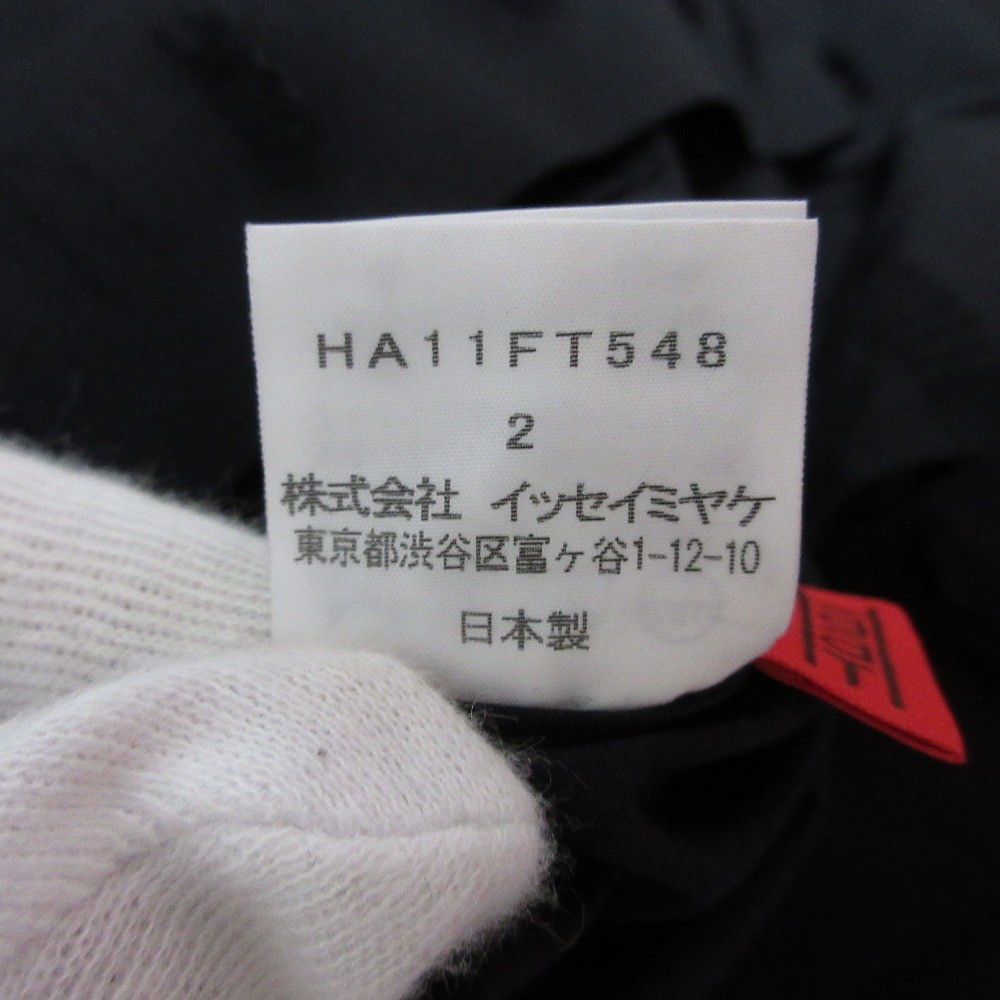 HA11FT548
2
株式会社 イッセイミヤケ
東京都渋谷区富ヶ谷1-12-10
日本製